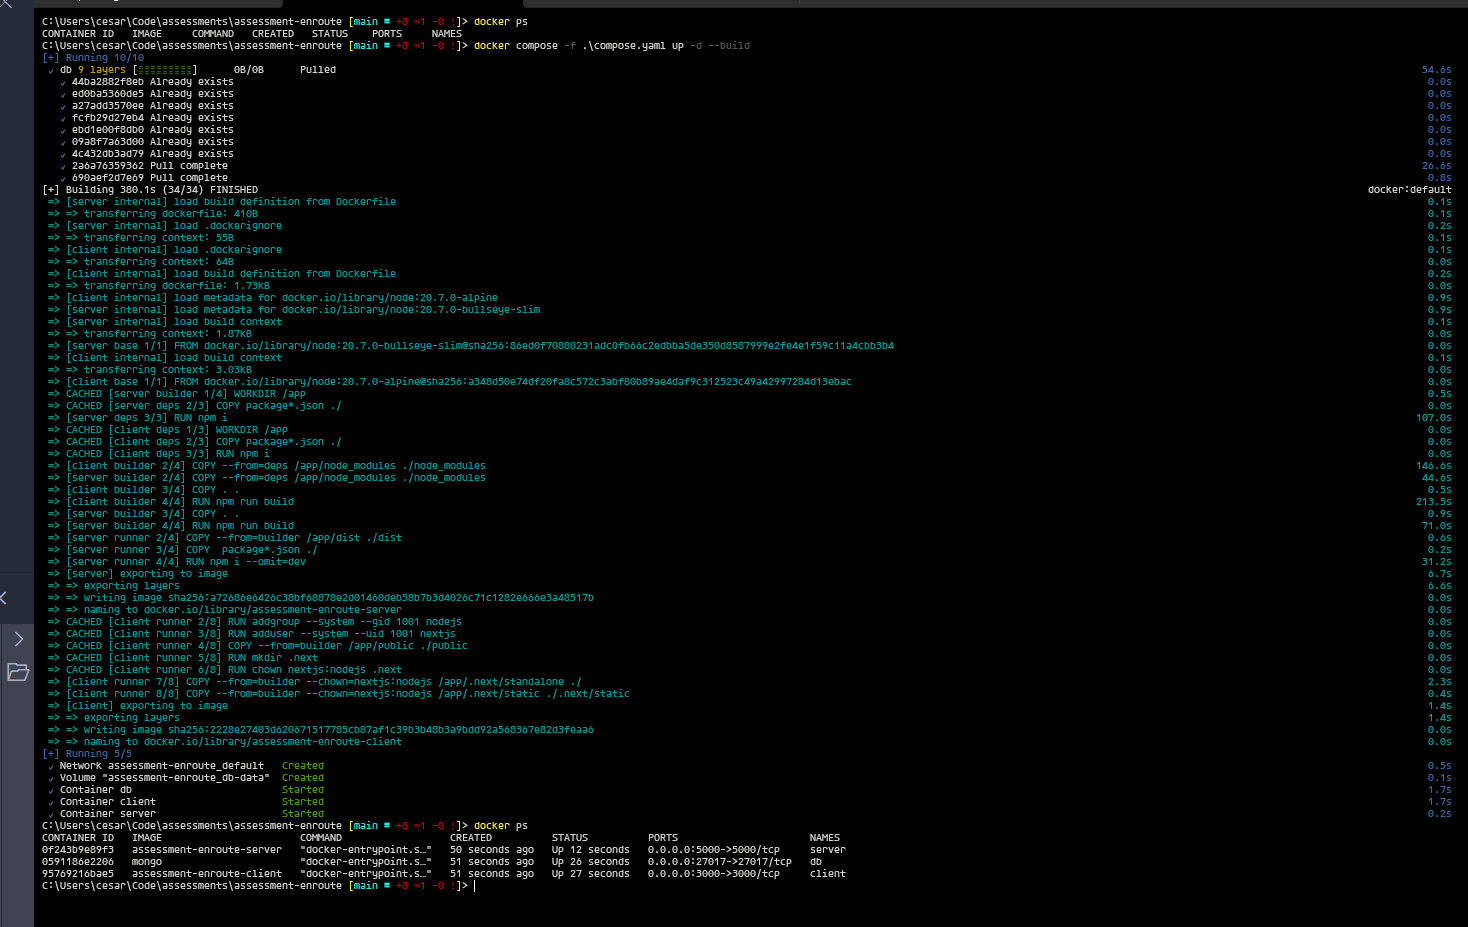 C:\Users\cesar\Code\assessments\assessment-enroute [main ≡ +8 ~1 -0 !]> docker ps
CONTAINER ID   IMAGE     COMMAND   CREATED   STATUS    PORTS     NAMES
C:\Users\cesar\Code\assessments\assessment-enroute [main ≡ +8 ~1 -0 !]> docker compose -f .\compose.yaml up -d --build
[+] Running 10/10
✓ db 9 layers [⣿⣿⣿⣿⣿⣿⣿⣿⣿]      0B/0B      Pulled 54.6s
✓ 44ba2882f8eb Already exists 0.0s
✓ ed0ba5360de5 Already exists 0.0s
✓ a27add3570ee Already exists 0.0s
✓ fcfb29d27eb4 Already exists 0.0s
✓ ebd1e00f8db0 Already exists 0.0s
✓ 09a8f7a63d00 Already exists 0.0s
✓ 4c432db3ad79 Already exists 0.0s
✓ 2a6a76359362 Pull complete 26.6s
✓ 690aef2d7e69 Pull complete 0.8s
[+] Building 380.1s (34/34) FINISHED docker:default
=> [server internal] load build definition from Dockerfile 0.1s
=> => transferring dockerfile: 410B 0.1s
=> [server internal] load .dockerignore 0.2s
=> => transferring context: 55B 0.1s
=> [client internal] load .dockerignore 0.1s
=> => transferring context: 64B 0.0s
=> [client internal] load build definition from Dockerfile 0.2s
=> => transferring dockerfile: 1.73kB 0.0s
=> [client internal] load metadata for docker.io/library/node:20.7.0-alpine 0.9s
=> [server internal] load metadata for docker.io/library/node:20.7.0-bullseye-slim 0.9s
=> [server internal] load build context 0.1s
=> => transferring context: 1.87kB 0.0s
=> [server base 1/1] FROM docker.io/library/node:20.7.0-bullseye-slim@sha256:86ed0f70880231adc0fb66c2edbba5de350d8587999e2fe4e1f59c11a4cbb3b4 0.0s
=> [client internal] load build context 0.1s
=> => transferring context: 3.03kB 0.0s
=> [client base 1/1] FROM docker.io/library/node:20.7.0-alpine@sha256:a348d50e74df20fa8c572c3abf80b89ae4daf9c312523c49a42997284d13ebac 0.0s
=> CACHED [server builder 1/4] WORKDIR /app 0.5s
=> CACHED [server deps 2/3] COPY package*.json ./ 0.0s
=> [server deps 3/3] RUN npm i 107.0s
=> CACHED [client deps 1/3] WORKDIR /app 0.0s
=> CACHED [client deps 2/3] COPY package*.json ./ 0.0s
=> CACHED [client deps 3/3] RUN npm i 0.0s
=> [client builder 2/4] COPY --from=deps /app/node_modules ./node_modules 146.6s
=> [server builder 2/4] COPY --from=deps /app/node_modules ./node_modules 44.6s
=> [client builder 3/4] COPY . . 0.5s
=> [client builder 4/4] RUN npm run build 213.5s
=> [server builder 3/4] COPY . . 0.9s
=> [server builder 4/4] RUN npm run build 71.0s
=> [server runner 2/4] COPY --from=builder /app/dist ./dist 0.6s
=> [server runner 3/4] COPY  package*.json ./ 0.2s
=> [server runner 4/4] RUN npm i --omit=dev 31.2s
=> [server] exporting to image 6.7s
=> => exporting layers 6.6s
=> => writing image sha256:a72686e6426c38bf68878e2d01460deb58b7b3d4026c71c1282e666e3a48517b 0.0s
=> => naming to docker.io/library/assessment-enroute-server 0.0s
=> CACHED [client runner 2/8] RUN addgroup --system --gid 1001 nodejs 0.0s
=> CACHED [client runner 3/8] RUN adduser --system --uid 1001 nextjs 0.0s
=> CACHED [client runner 4/8] COPY --from=builder /app/public ./public 0.0s
=> CACHED [client runner 5/8] RUN mkdir .next 0.0s
=> CACHED [client runner 6/8] RUN chown nextjs:nodejs .next 0.0s
=> [client runner 7/8] COPY --from=builder --chown=nextjs:nodejs /app/.next/standalone ./ 2.3s
=> [client runner 8/8] COPY --from=builder --chown=nextjs:nodejs /app/.next/static ./.next/static 0.4s
=> [client] exporting to image 1.4s
=> => exporting layers 1.4s
=> => writing image sha256:2228e27403d620671517785cb87af1c39b3b48b3a9bdd92a568367e82d3feaa6 0.0s
=> => naming to docker.io/library/assessment-enroute-client 0.0s
[+] Running 5/5
✓ Network assessment-enroute_default   Created 0.5s
✓ Volume "assessment-enroute_db-data"  Created 0.1s
✓ Container db                         Started 1.7s
✓ Container client                     Started 1.7s
✓ Container server                     Started 0.2s
C:\Users\cesar\Code\assessments\assessment-enroute [main ≡ +8 ~1 -0 !]> docker ps
CONTAINER ID   IMAGE                       COMMAND                  CREATED          STATUS          PORTS                      NAMES
0f243b9e89f3   assessment-enroute-server   "docker-entrypoint.s…"   50 seconds ago   Up 12 seconds   0.0.0.0:5000->5000/tcp     server
0591186e2206   mongo                       "docker-entrypoint.s…"   51 seconds ago   Up 26 seconds   0.0.0.0:27017->27017/tcp   db
95769216bae5   assessment-enroute-client   "docker-entrypoint.s…"   51 seconds ago   Up 27 seconds   0.0.0.0:3000->3000/tcp     client
C:\Users\cesar\Code\assessments\assessment-enroute [main ≡ +8 ~1 -0 !]>